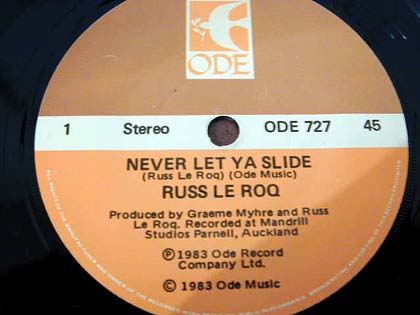 ODE
1 Stereo ODE 727 45
NEVER LET YA SLIDE
(Russ Le Roq) (Ode Music)
RUSS LE ROQ
Produced by Graeme Myhre and Russ
Le Roq. Recorded at Mandrill
Studios Parnell, Auckland
Ⓟ1983 Ode Record
Company Ltd.
© 1983 Ode Music